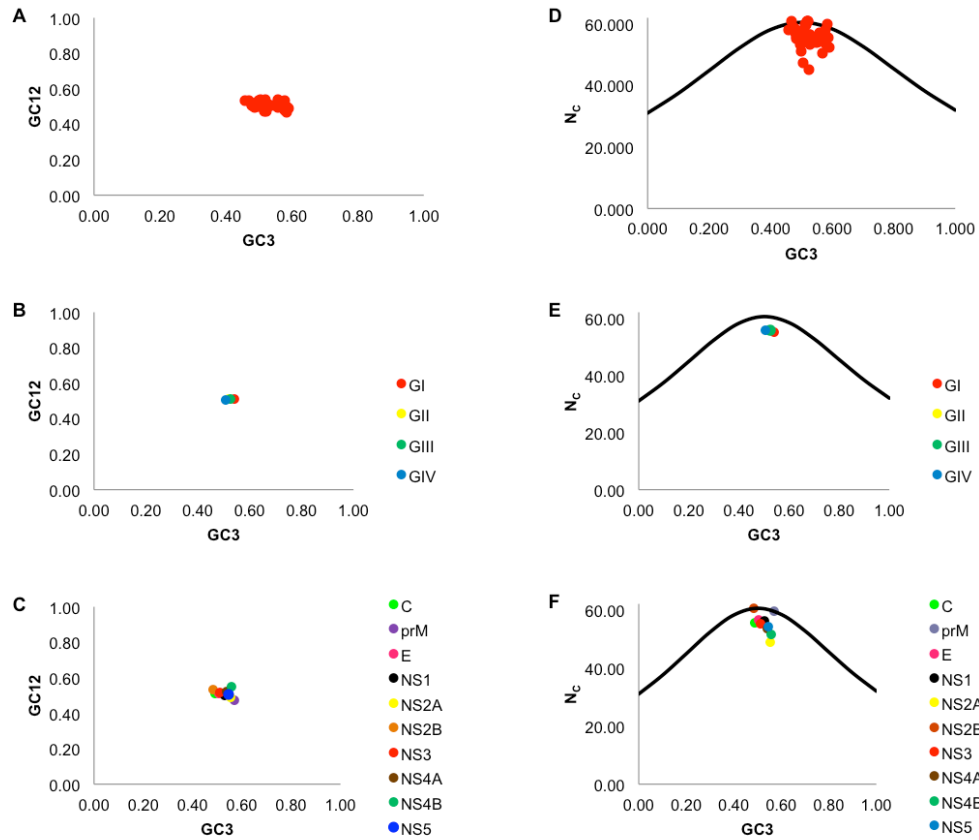 A
1.00
0.80
0.60
0.40
0.20
0.00
GC12
0.00 0.20 0.40 0.60 0.80 1.00
GC3
D
60.000
40.000
20.000
0.000
Nc
0.000 0.200 0.400 0.600 0.800 1.000
GC3
B
1.00
0.80
0.60
0.40
0.20
0.00
GC12
0.00 0.20 0.40 0.60 0.80 1.00
GC3
GI
GII
GIII
GIV
E
60.00
40.00
20.00
0.00
Nc
0.00 0.20 0.40 0.60 0.80 1.00
GC3
GI
GII
GIII
GIV
C
1.00
0.80
0.60
0.40
0.20
0.00
GC12
0.00 0.20 0.40 0.60 0.80 1.00
GC3
C
prM
E
NS1
NS2A
NS2B
NS3
NS4A
NS4B
NS5
F
60.00
40.00
20.00
0.00
Nc
0.00 0.20 0.40 0.60 0.80 1.00
GC3
C
prM
E
NS1
NS2A
NS2B
NS3
NS4A
NS4B
NS5